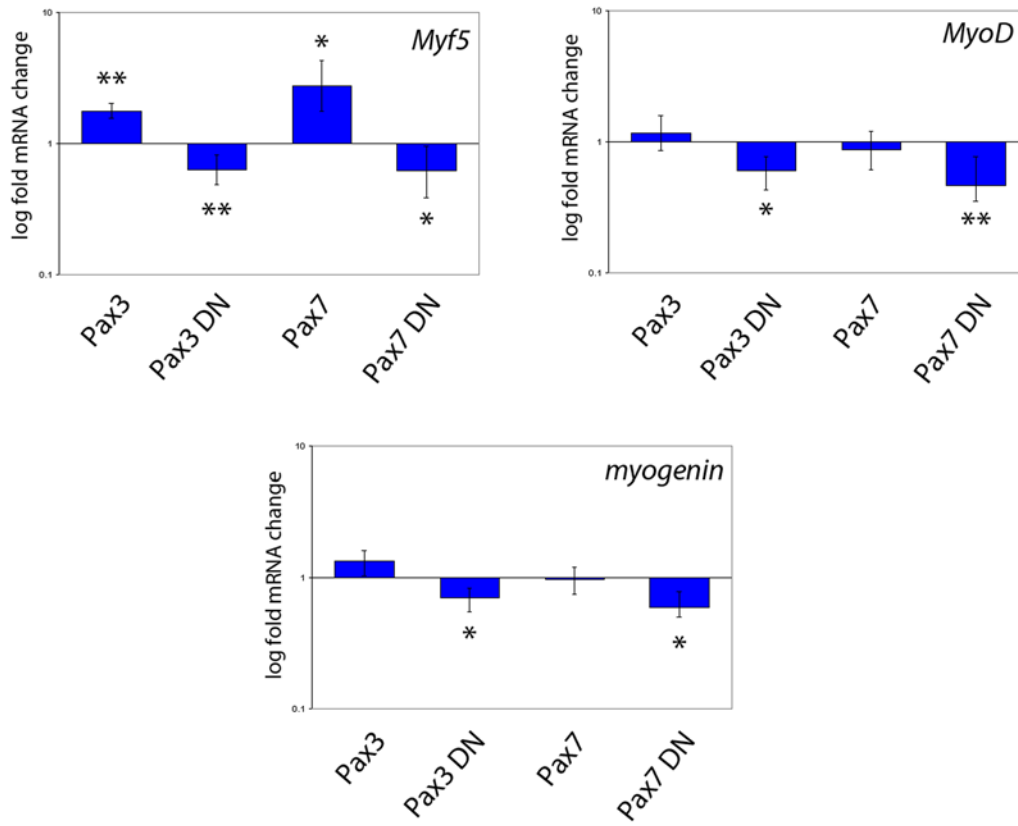 Myf5
log fold mRNA change
10
1
0.1
** ** * *
Pax3 Pax3 DN Pax7 Pax7 DN
MyoD
log fold mRNA change
10
1
0.1
* **
Pax3 Pax3 DN Pax7 Pax7 DN
myogenin
log fold mRNA change
10
1
0.1
* *
Pax3 Pax3 DN Pax7 Pax7 DN